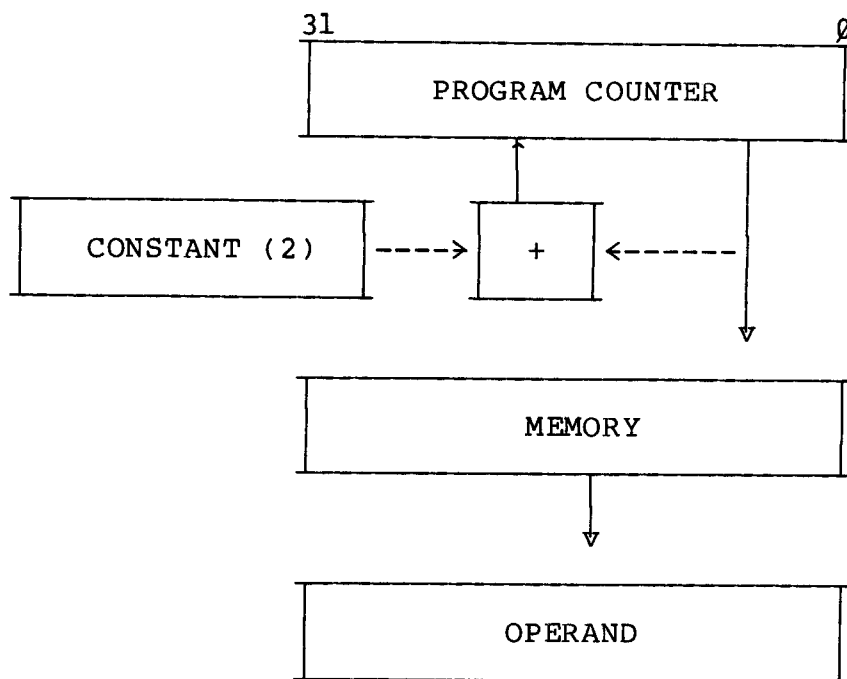 31 Ø
PROGRAM COUNTER
CONSTANT (2) + 
MEMORY
OPERAND